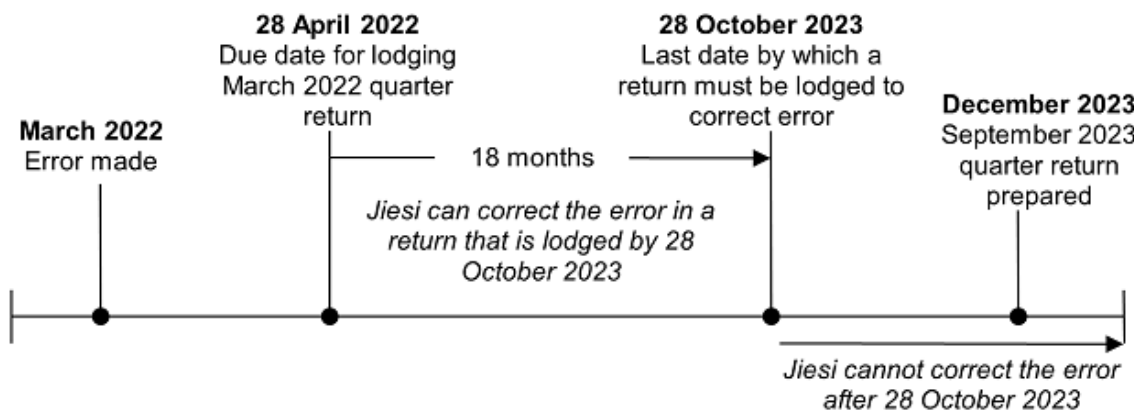 28 April 2022
Due date for lodging
March 2022 quarter
return
28 October 2023
Last date by which a
return must be lodged to
correct error
March 2022
Error made
December 2023
September 2023
quarter return
prepared
18 months
Jiesi can correct the error in a
return that is lodged by 28
October 2023
Jiesi cannot correct the error
after 28 October 2023